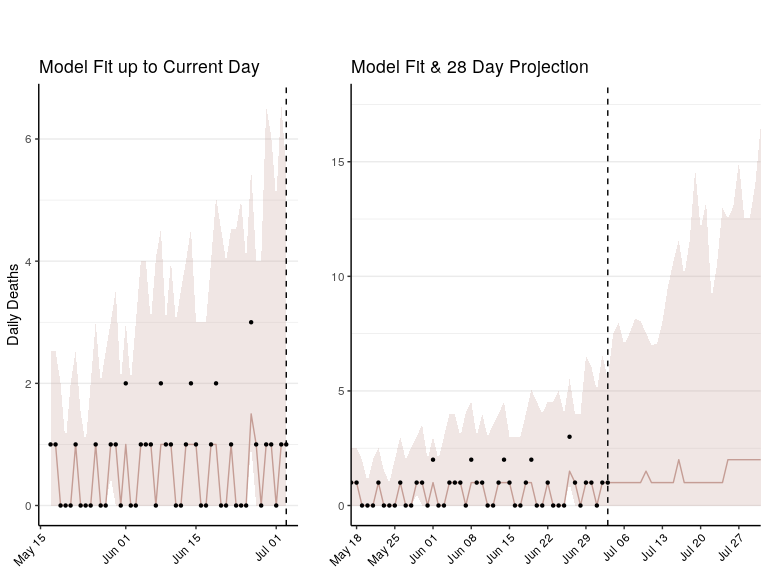 Model Fit up to Current Day
Daily Deaths
6
4
2
0
May 15
Jun 01
Jun 15
Jul 01
Model Fit & 28 Day Projection
15
10
5
0
May 18
May 25
Jun 01
Jun 08
Jun 15
Jun 22
Jun 29
Jul 06
Jul 13
Jul 20
Jul 27